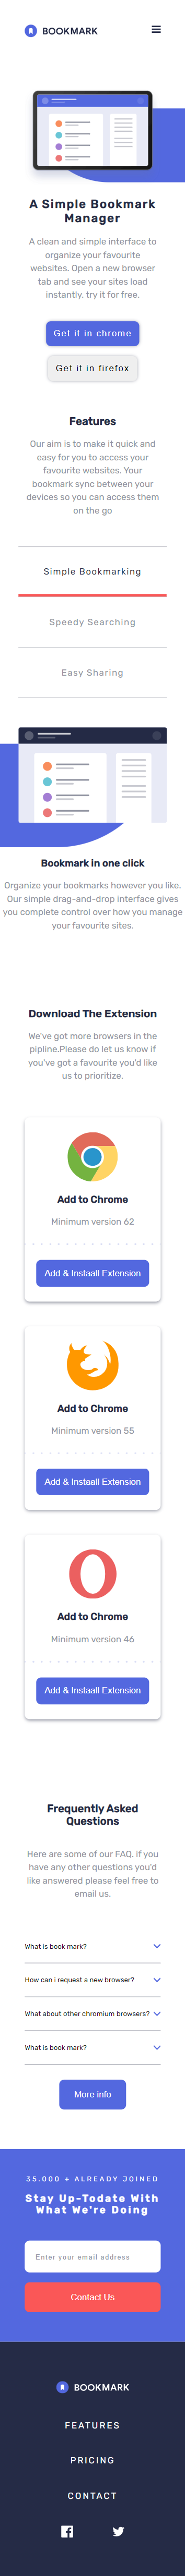 BOOKMARK
A Simple Bookmark
Manager
A clean and simple interface to
organize your favourite
websites. Open a new browser
tab and see your sites load
instantly. try it for free.
Get it in chrome
Get it in firefox
Features
Our aim is to make it quick and
easy for you to access your
favourite websites. Your
bookmark sync between your
devices so you can access them
on the go
Simple Bookmarking
Speedy Searching
Easy Sharing
Bookmark in one click
Organize your bookmarks however you like.
Our simple drag-and-drop interface gives
you complete control over how you manage
your favourite sites.
Download The Extension
We've got more browsers in the
pipline.Please do let us know if
you've got a favourite you'd like
us to prioritize.
Add to Chrome
Minimum version 62
Add & Instaall Extension
Add to Chrome
Minimum version 55
Add & Instaall Extension
Add to Chrome
Minimum version 46
Add & Instaall Extension
Frequently Asked
Questions
Here are some of our FAQ. if you
have any other questions you'd
like answered please feel free to
email us.
What is book mark?
How can i request a new browser?
What about other chromium browsers?
What is book mark?
More info
35.000 + ALREADY JOINED
Stay Up-Todate With
What We're Doing
Enter your email address
Contact Us
BOOKMARK
FEATURES
PRICING
CONTACT